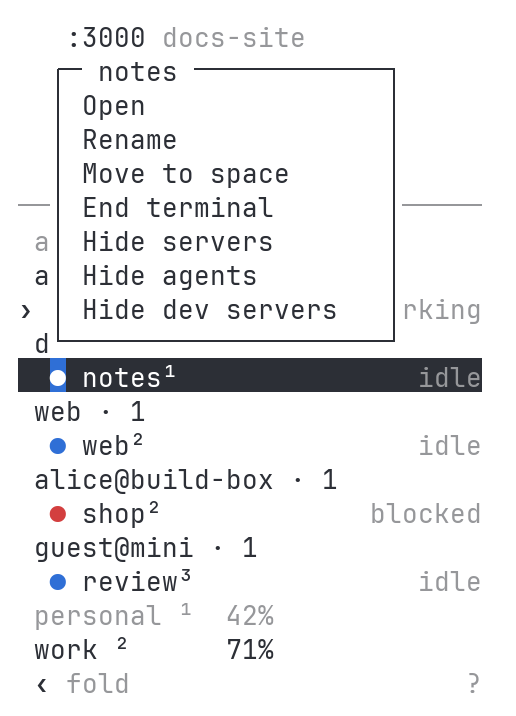 :3000 docs-site
notes
Open
Rename
Move to space
End terminal
Hide servers
a
a Hide agents
› Hide dev servers rking
d
● notes¹ idle
web · 1
● web² idle
alice@build-box · 1
● shop² blocked
guest@mini · 1
● review³ idle
personal ¹ 42%
work ² 71%
‹ fold ?